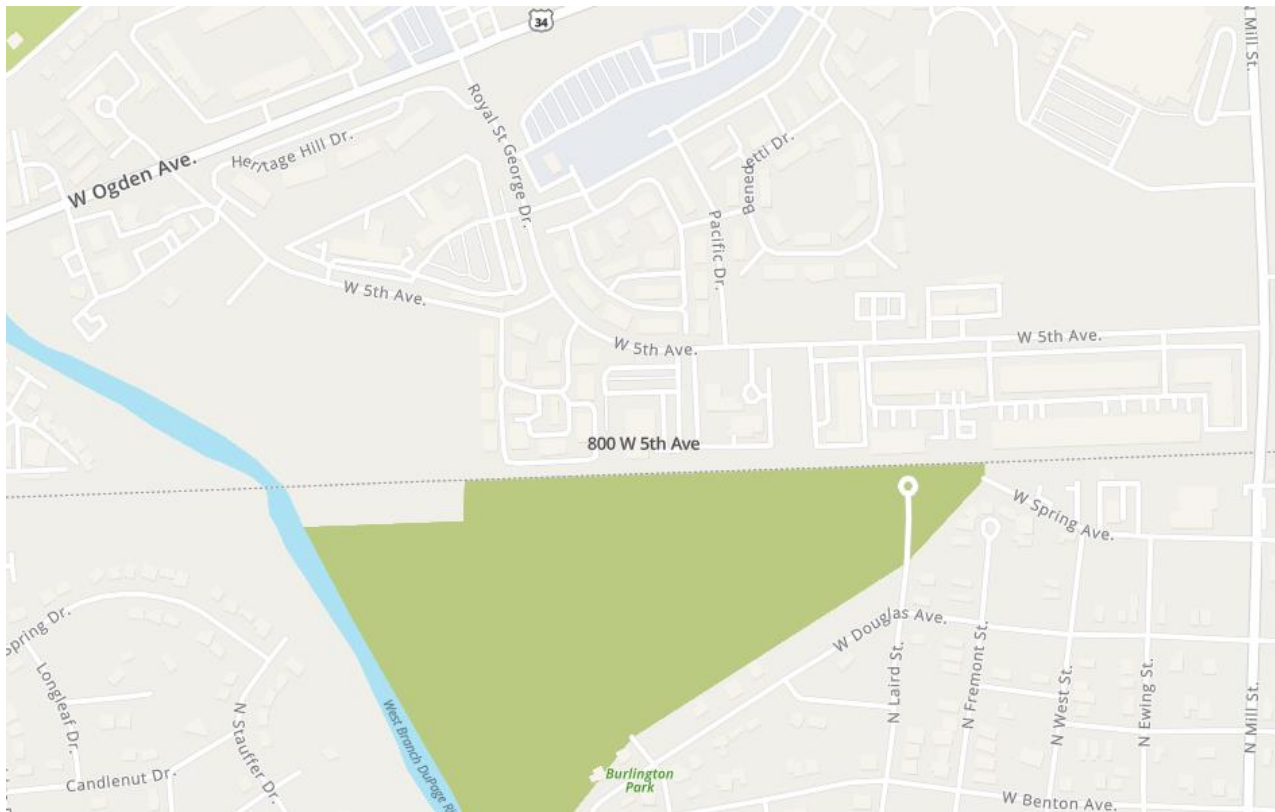 34
N Mill St.
Royal St George Dr.
Heritage Hill Dr.
Benedetti Dr.
W Ogden Ave.
Pacific Dr.
W 5th Ave.
W 5th Ave.
W 5th Ave.
800 W 5th Ave
W Spring Ave.
Spring Dr.
W Douglas Ave.
Longleaf Dr.
N Stauffer Dr.
N Laird St.
N Fremont St.
N West St.
N Ewing St.
N Mill St.
West Branch DuPage Ri
Candlenut Dr.
Burlington
Park
W Benton Ave.